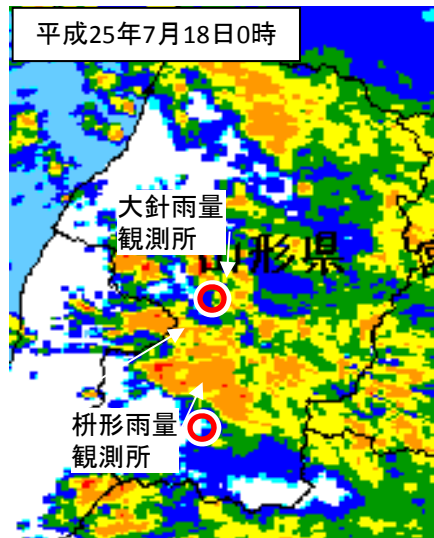 平成25年7月18日0時
大針雨量
観測所
山形県
枡形雨量
観測所